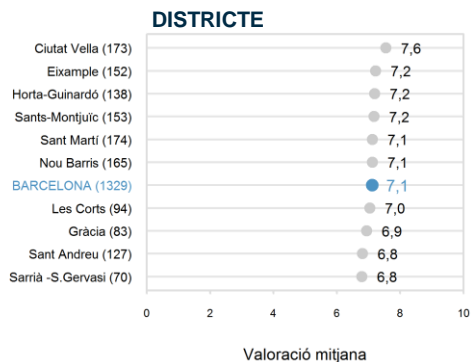 DISTRICTE
Ciutat Vella (173) 7,6
Eixample (152) 7,2
Horta-Guinardó (138) 7,2
Sants-Montjuïc (153) 7,2
Sant Martí (174) 7,1
Nou Barris (165) 7,1
BARCELONA (1329) 7,1
Les Corts (94) 7,0
Gràcia (83) 6,9
Sant Andreu (127) 6,8
Sarrià -S.Gervasi (70) 6,8
0 2 4 6 8 10
Valoració mitjana